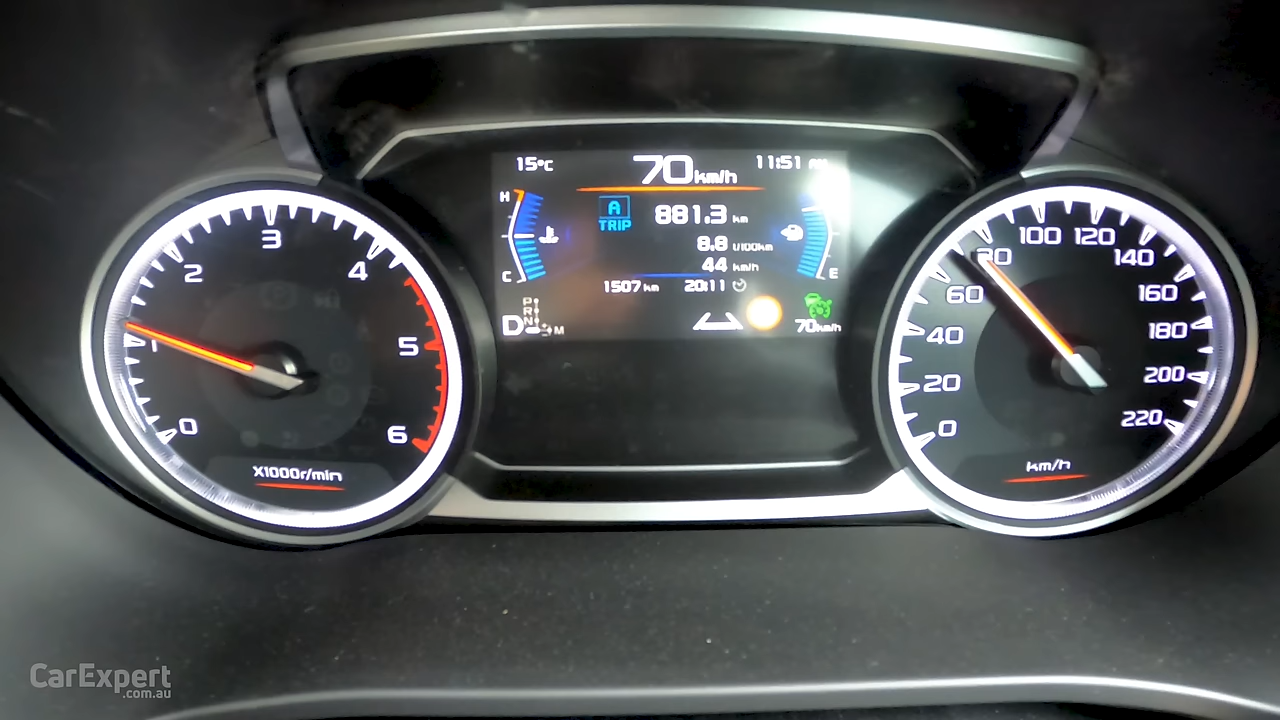 15°C 70 km/h 11:51
H A TRIP 881.3 km
8.8 l/100km
C 44 km/h E
1507 km 20:11
P
R
N
D M
70km/h
0 1 2 3 4 5 6
X1000r/min
0 20 40 60 80 100 120 140 160 180 200 220
km/h
CarExpert
.com.au